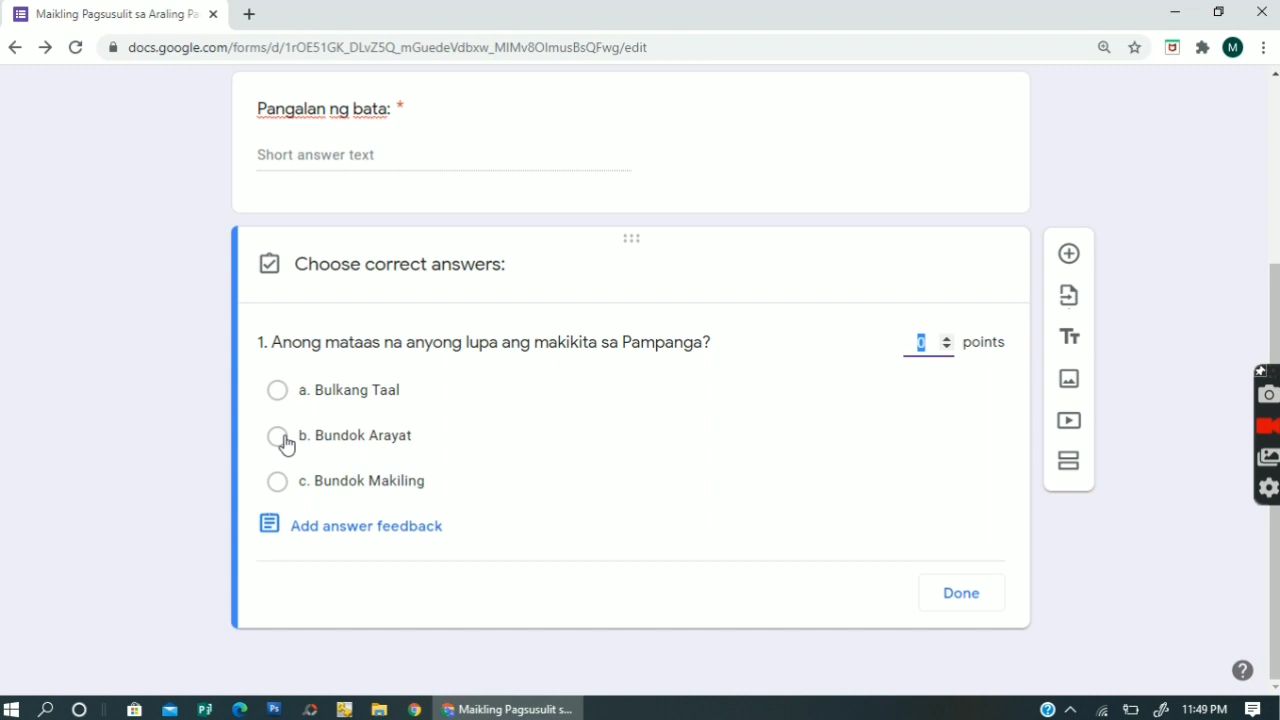 Maikling Pagsusulit sa Araling Pa
docs.google.com/forms/d/1rOE51GK_DLvZ5Q_mGuedeVdbxw_MIMv8OImusBsQFwg/edit
M
Pangalan ng bata: *
Short answer text
Choose correct answers:
1. Anong mataas na anyong lupa ang makikita sa Pampanga?
0 points
a. Bulkang Taal
b. Bundok Arayat
c. Bundok Makiling
Add answer feedback
Done
Maikling Pagsusulit s...
11:49 PM